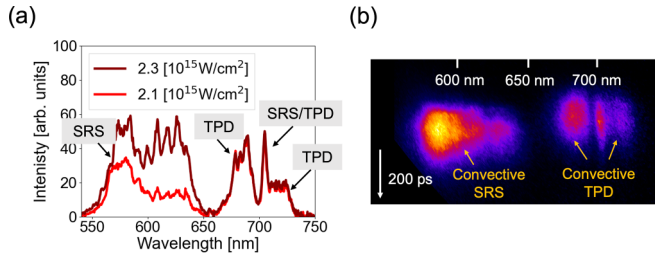 (a)
100
80
60
40
20
0
Intenisty [arb. units]
2.3 [10¹⁵W/cm²]
2.1 [10¹⁵W/cm²]
SRS
TPD
SRS/TPD
TPD
550
600
650
700
750
Wavelength [nm]
(b)
600 nm
650 nm
700 nm
200 ps
Convective
SRS
Convective
TPD